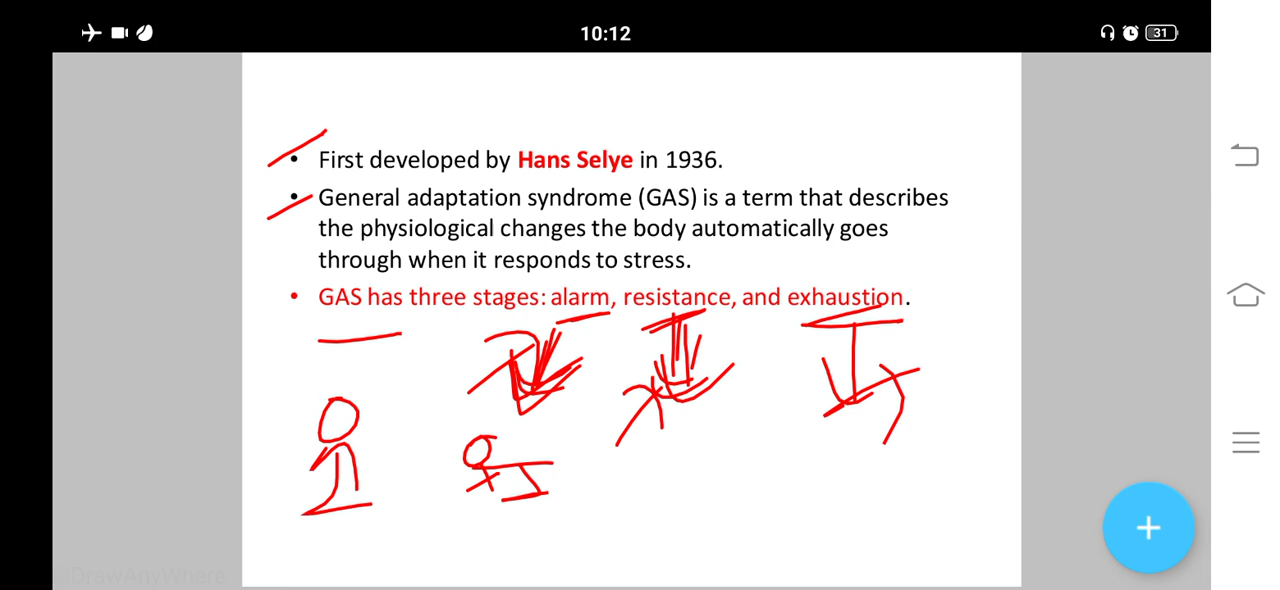 10:12
31
• First developed by Hans Selye in 1936.
• General adaptation syndrome (GAS) is a term that describes
the physiological changes the body automatically goes
through when it responds to stress.
• GAS has three stages: alarm, resistance, and exhaustion.
DrawAnyWhere